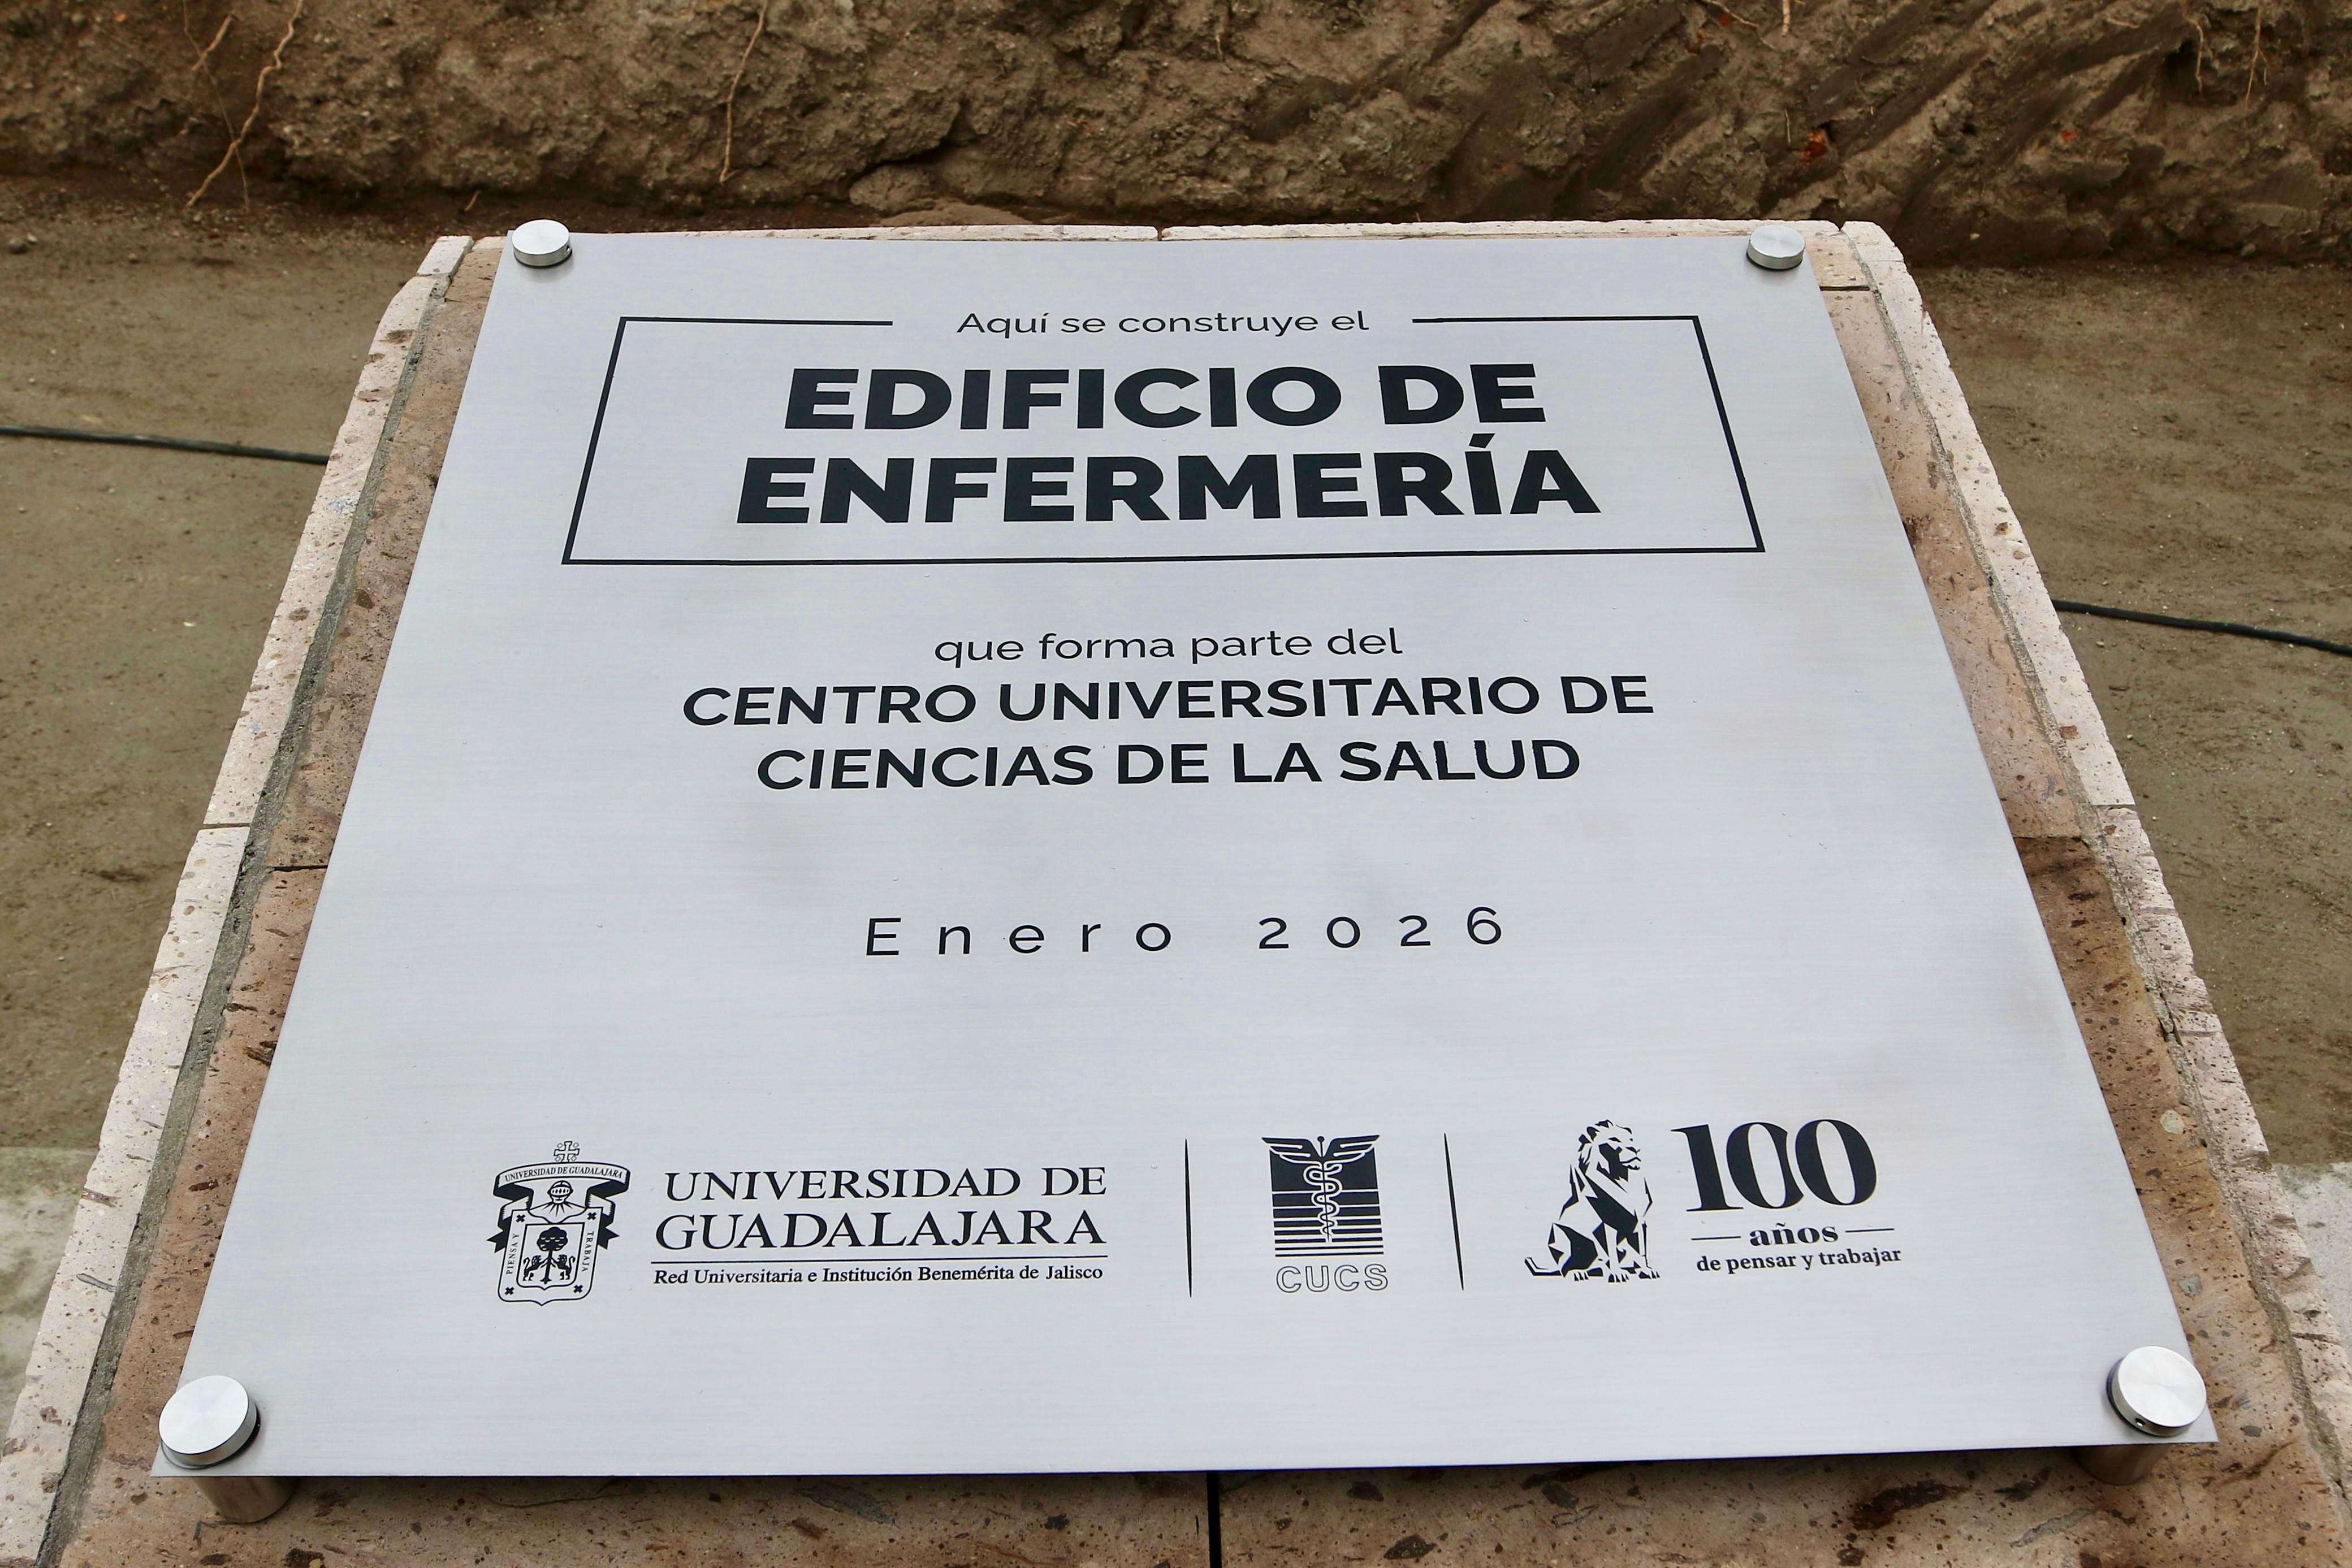 Aquí se construye el
EDIFICIO DE
ENFERMERÍA
que forma parte del
CENTRO UNIVERSITARIO DE
CIENCIAS DE LA SALUD
Enero 2026
UNIVERSIDAD DE GUADALAJARA
PIENSA Y
TRABAJA
UNIVERSIDAD DE
GUADALAJARA
Red Universitaria e Institución Benemérita de Jalisco
CUCS
100
años
de pensar y trabajar